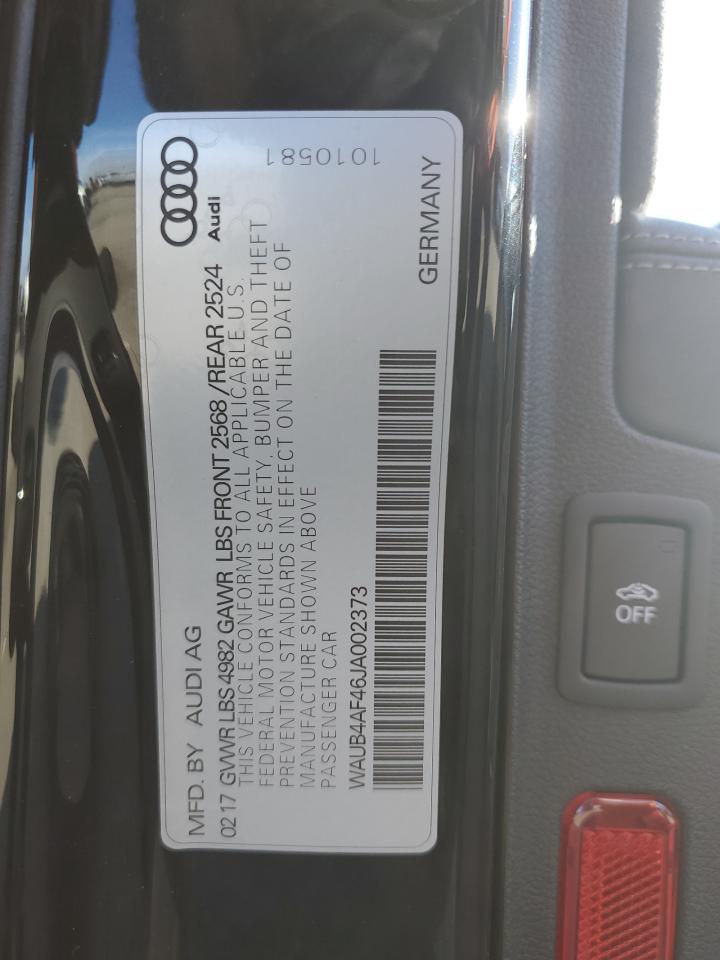 MFD. BY AUDI AG
Audi
0217 GVWR LBS 4982 GAWR LBS FRONT 2568 / REAR 2524
THIS VEHICLE CONFORMS TO ALL APPLICABLE U.S.
FEDERAL MOTOR VEHICLE SAFETY, BUMPER AND THEFT
PREVENTION STANDARDS IN EFFECT ON THE DATE OF
MANUFACTURE SHOWN ABOVE
PASSENGER CAR
1010581
WAUB4AF46JA002373
GERMANY
OFF